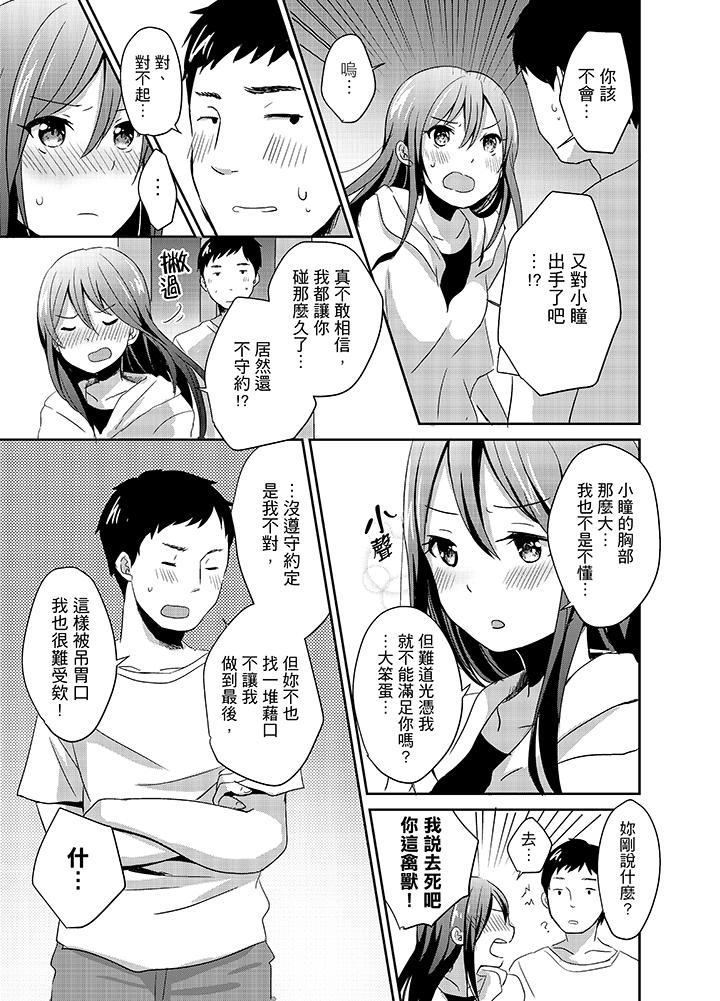 你該
不會…
嗚…
又對小瞳
出手了吧
…!?
對、
對不起…
…
真不敢相信，
我都讓你
碰那麼久了…
居然還
不守約!?
撇過
小瞳的胸部
那麼大…
我也不是不懂…
小聲
但難道光憑我
就不能滿足你嗎？
…大笨蛋…
妳剛說什麼？
去…
我說去死吧
你這禽獸！
…沒遵守約定
是我不對，
但妳不也
找一堆藉口
不讓我
做到最後，
這樣被吊胃口
我也很難受欸！
什…